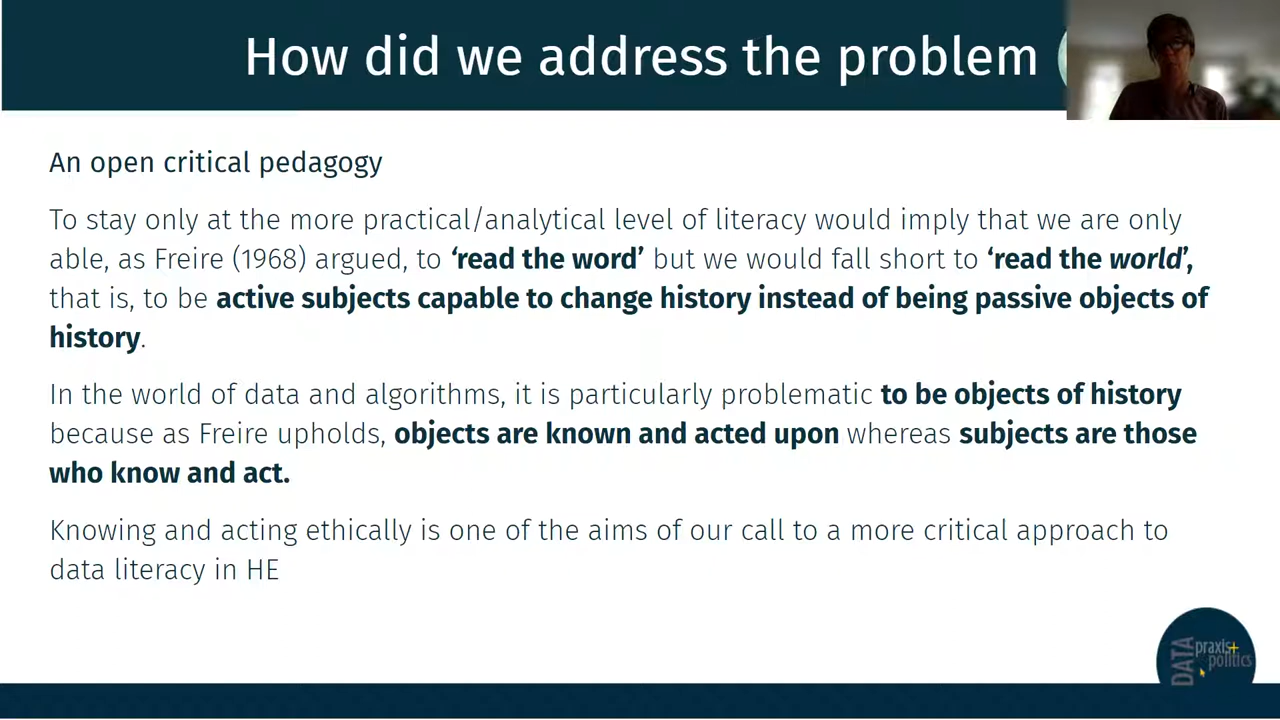 How did we address the problem
An open critical pedagogy
To stay only at the more practical/analytical level of literacy would imply that we are only
able, as Freire (1968) argued, to ‘read the word’ but we would fall short to ‘read the world’,
that is, to be active subjects capable to change history instead of being passive objects of
history.
In the world of data and algorithms, it is particularly problematic to be objects of history
because as Freire upholds, objects are known and acted upon whereas subjects are those
who know and act.
Knowing and acting ethically is one of the aims of our call to a more critical approach to
data literacy in HE
DATA
praxis+
politics